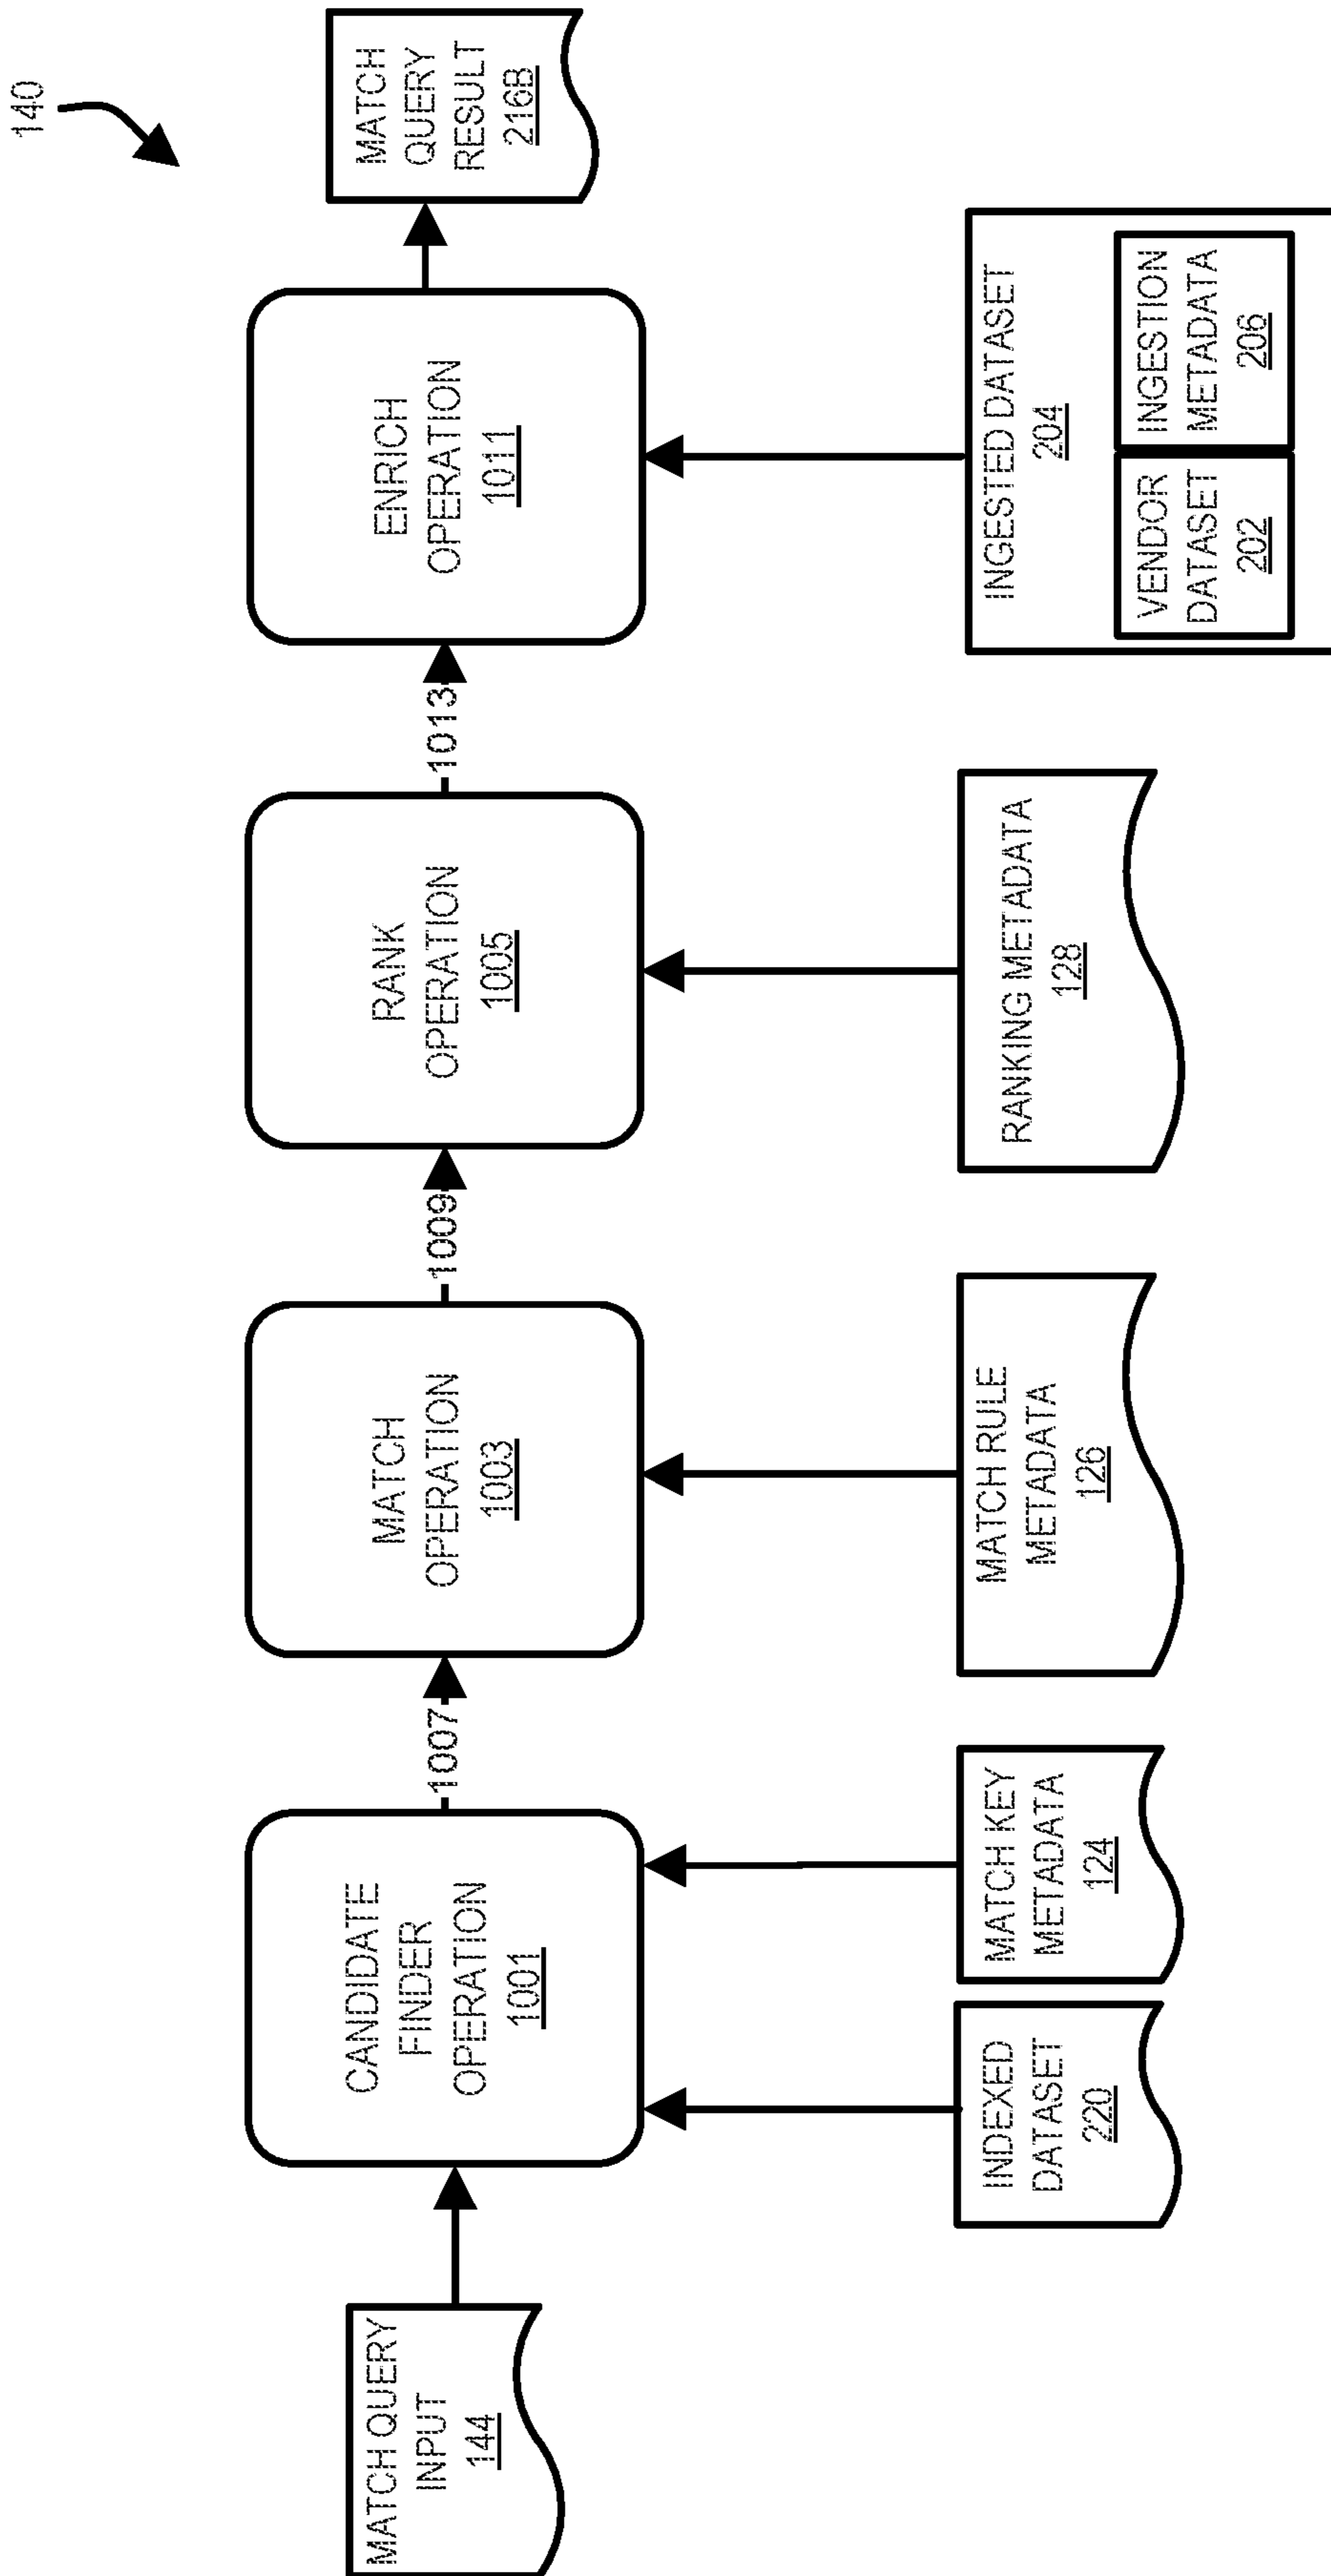 140
MATCH QUERY
INPUT
144
CANDIDATE
FINDER
OPERATION
1001
1007
MATCH
OPERATION
1003
1009
RANK
OPERATION
1005
1013
ENRICH
OPERATION
1011
MATCH
QUERY
RESULT
216B
INDEXED
DATASET
220
MATCH KEY
METADATA
124
MATCH RULE
METADATA
126
RANKING METADATA
128
INGESTED DATASET
204
VENDOR
DATASET
202
INGESTION
METADATA
206